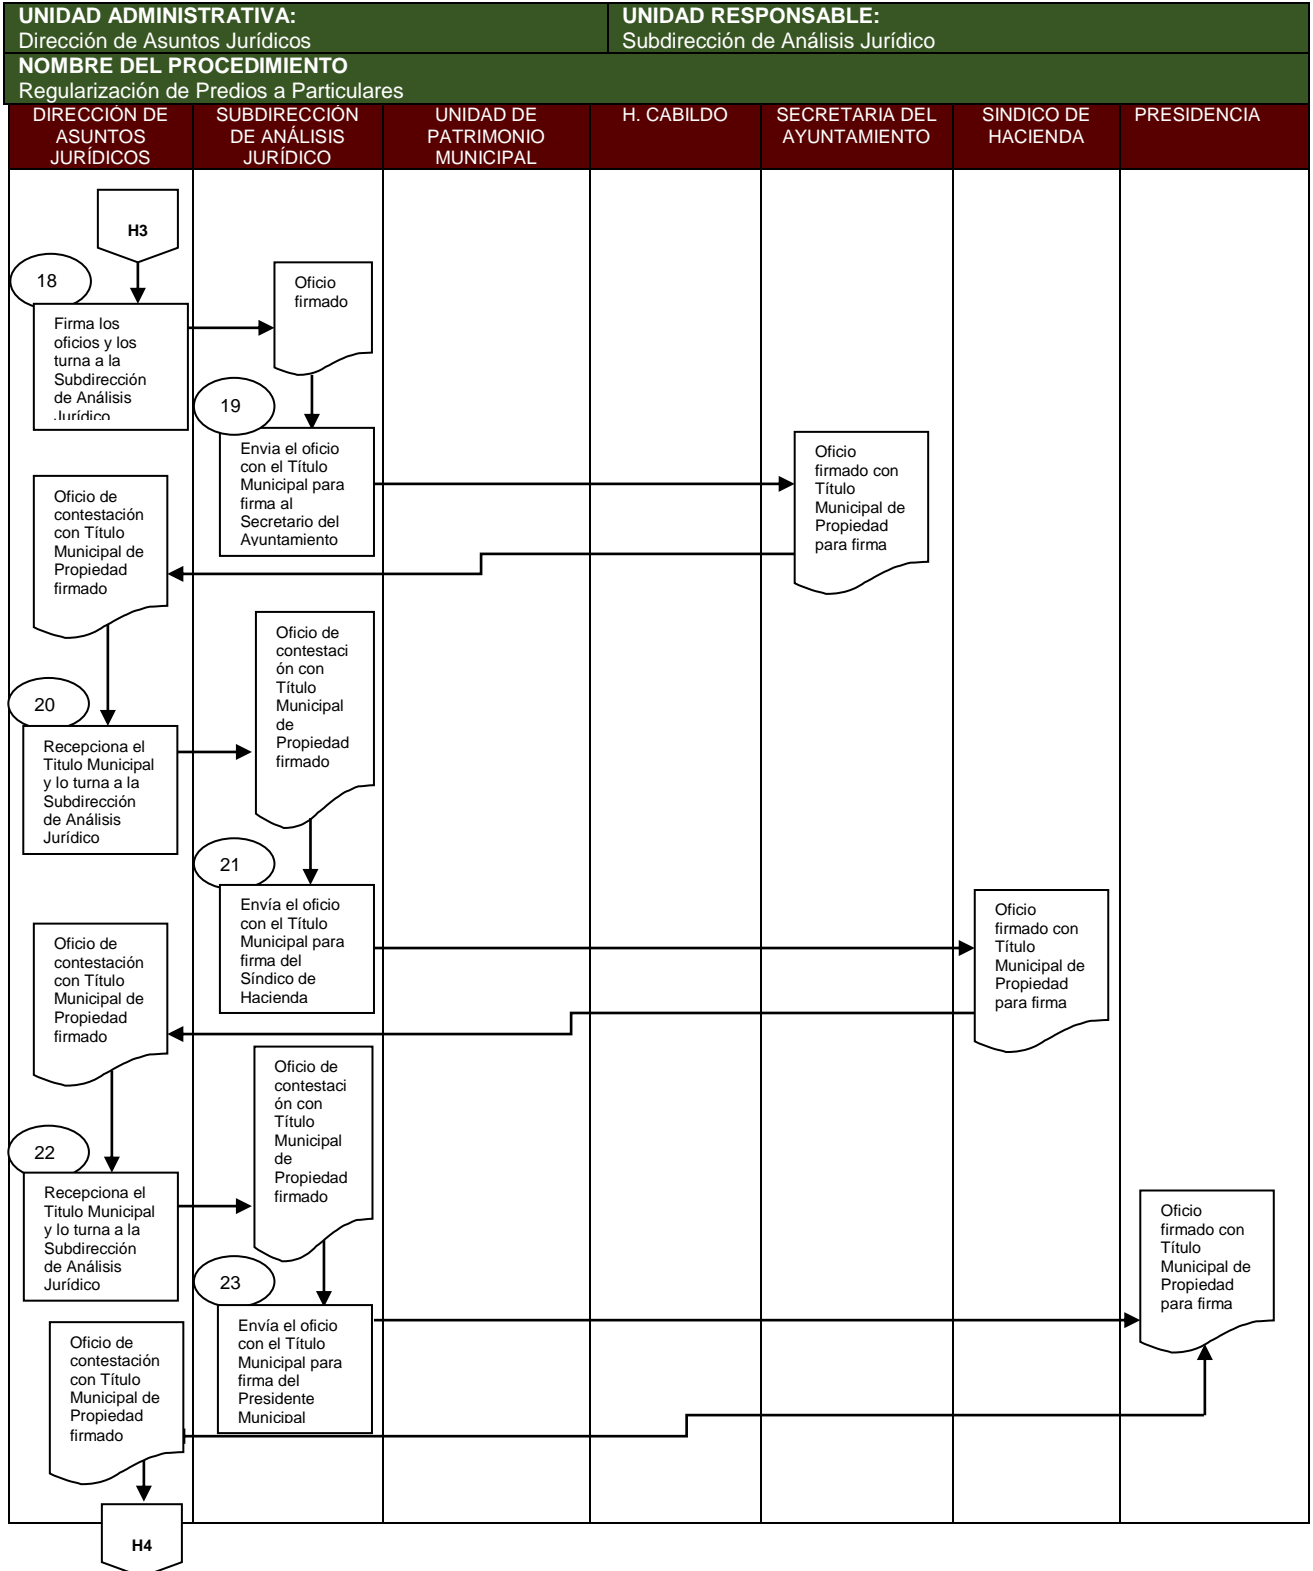 UNIDAD ADMINISTRATIVA:
Dirección de Asuntos Jurídicos
UNIDAD RESPONSABLE:
Subdirección de Análisis Jurídico
NOMBRE DEL PROCEDIMIENTO
Regularización de Predios a Particulares
DIRECCIÓN DE
ASUNTOS
JURÍDICOS
SUBDIRECCIÓN
DE ANÁLISIS
JURÍDICO
UNIDAD DE
PATRIMONIO
MUNICIPAL
H. CABILDO
SECRETARIA DEL
AYUNTAMIENTO
SINDICO DE
HACIENDA
PRESIDENCIA
H3
18
Firma los
oficios y los
turna a la
Subdirección
de Análisis
Jurídico
Oficio
firmado
19
Envia el oficio
con el Título
Municipal para
firma al
Secretario del
Ayuntamiento
Oficio
firmado con
Título
Municipal de
Propiedad
para firma
Oficio de
contestación
con Título
Municipal de
Propiedad
firmado
20
Recepciona el
Titulo Municipal
y lo turna a la
Subdirección
de Análisis
Jurídico
Oficio de
contestaci
ón con
Título
Municipal
de
Propiedad
firmado
21
Envía el oficio
con el Título
Municipal para
firma del
Síndico de
Hacienda
Oficio
firmado con
Título
Municipal de
Propiedad
para firma
Oficio de
contestación
con Título
Municipal de
Propiedad
firmado
22
Recepciona el
Titulo Municipal
y lo turna a la
Subdirección
de Análisis
Jurídico
Oficio de
contestaci
ón con
Título
Municipal
de
Propiedad
firmado
23
Envía el oficio
con el Título
Municipal para
firma del
Presidente
Municipal
Oficio
firmado con
Título
Municipal de
Propiedad
para firma
Oficio de
contestación
con Título
Municipal de
Propiedad
firmado
H4